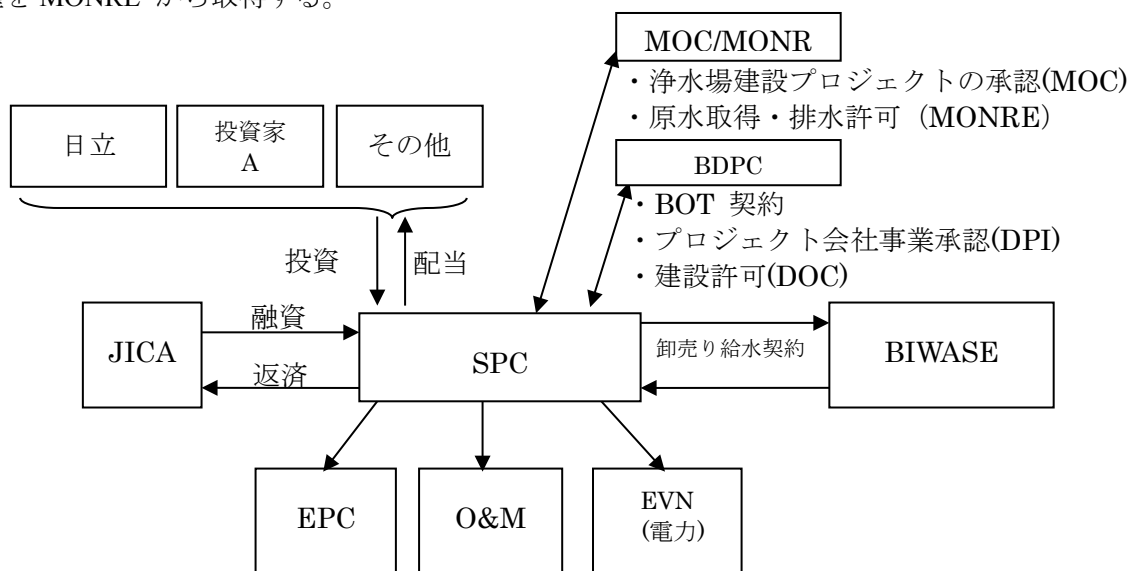 を MONRE から取得する。
MOC/MONR
・浄水場建設プロジェクトの承認(MOC)
・原水取得・排水許可（MONRE）
日立
投資家
A
その他
BDPC
・BOT 契約
・プロジェクト会社事業承認(DPI)
・建設許可(DOC)
投資
配当
JICA
融資
返済
SPC
卸売り給水契約
BIWASE
EPC
O&M
EVN
(電力)